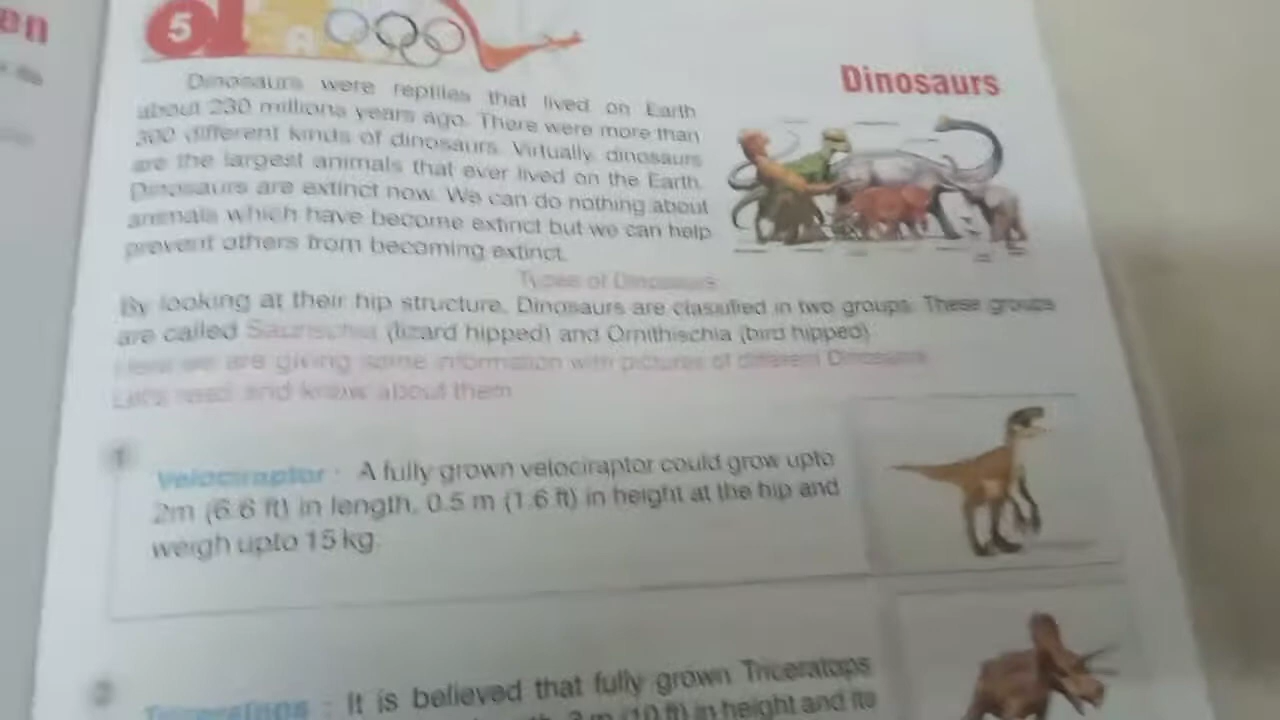 en
5
Dinosaurs
Dinosaurs were reptiles that lived on Earth
about 230 millions years ago. There were more than
300 different kinds of dinosaurs. Virtually, dinosaurs
are the largest animals that ever lived on the Earth.
Dinosaurs are extinct now. We can do nothing about
animals which have become extinct but we can help
prevent others from becoming extinct.
Types of Dinosaurs
By looking at their hip structure, Dinosaurs are classified in two groups. These groups
are called Saurischia (lizard hipped) and Ornithischia (bird hipped)
Here we are giving some information with pictures of different Dinosaurs.
Let's read and know about them.
1
Velociraptor : A fully grown velociraptor could grow upto
2m (6.6 ft) in length, 0.5 m (1.6 ft) in height at the hip and
weigh upto 15 kg.
2
Triceratops : It is believed that fully grown Triceratops
3 m (10 ft) in height and its